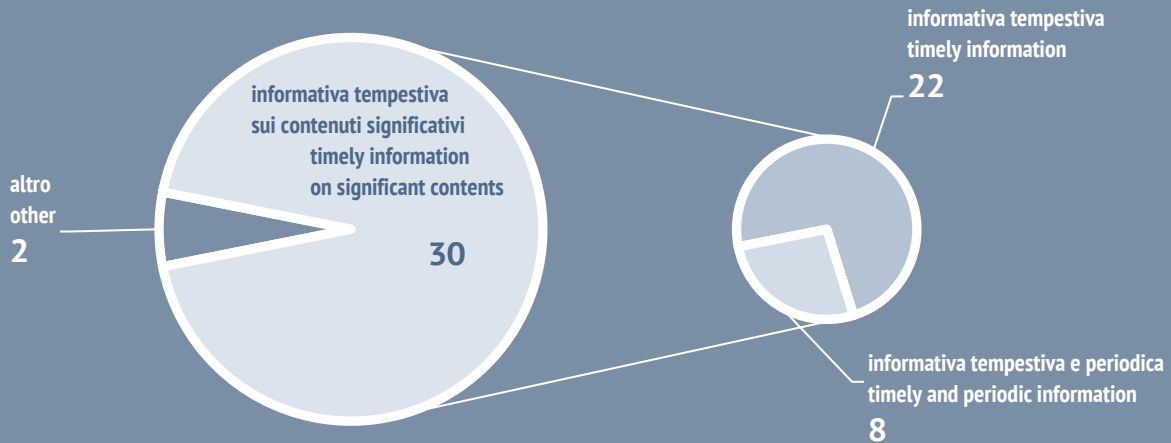 informativa tempestiva
sui contenuti significativi
timely information
on significant contents
30
altro
other
2
informativa tempestiva
timely information
22
informativa tempestiva e periodica
timely and periodic information
8